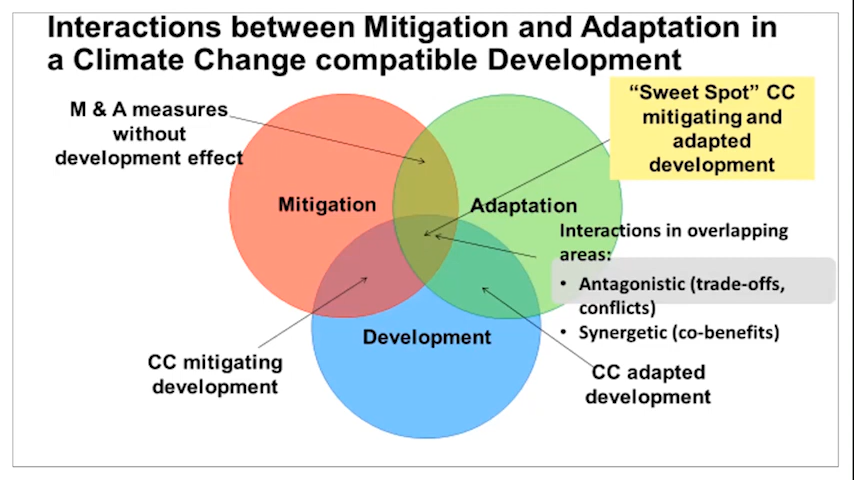 Interactions between Mitigation and Adaptation in
a Climate Change compatible Development
M & A measures
without
development effect
"Sweet Spot" CC
mitigating and
adapted
development
Mitigation
Adaptation
Interactions in overlapping
areas:
• Antagonistic (trade-offs,
conflicts)
• Synergetic (co-benefits)
Development
CC mitigating
development
CC adapted
development